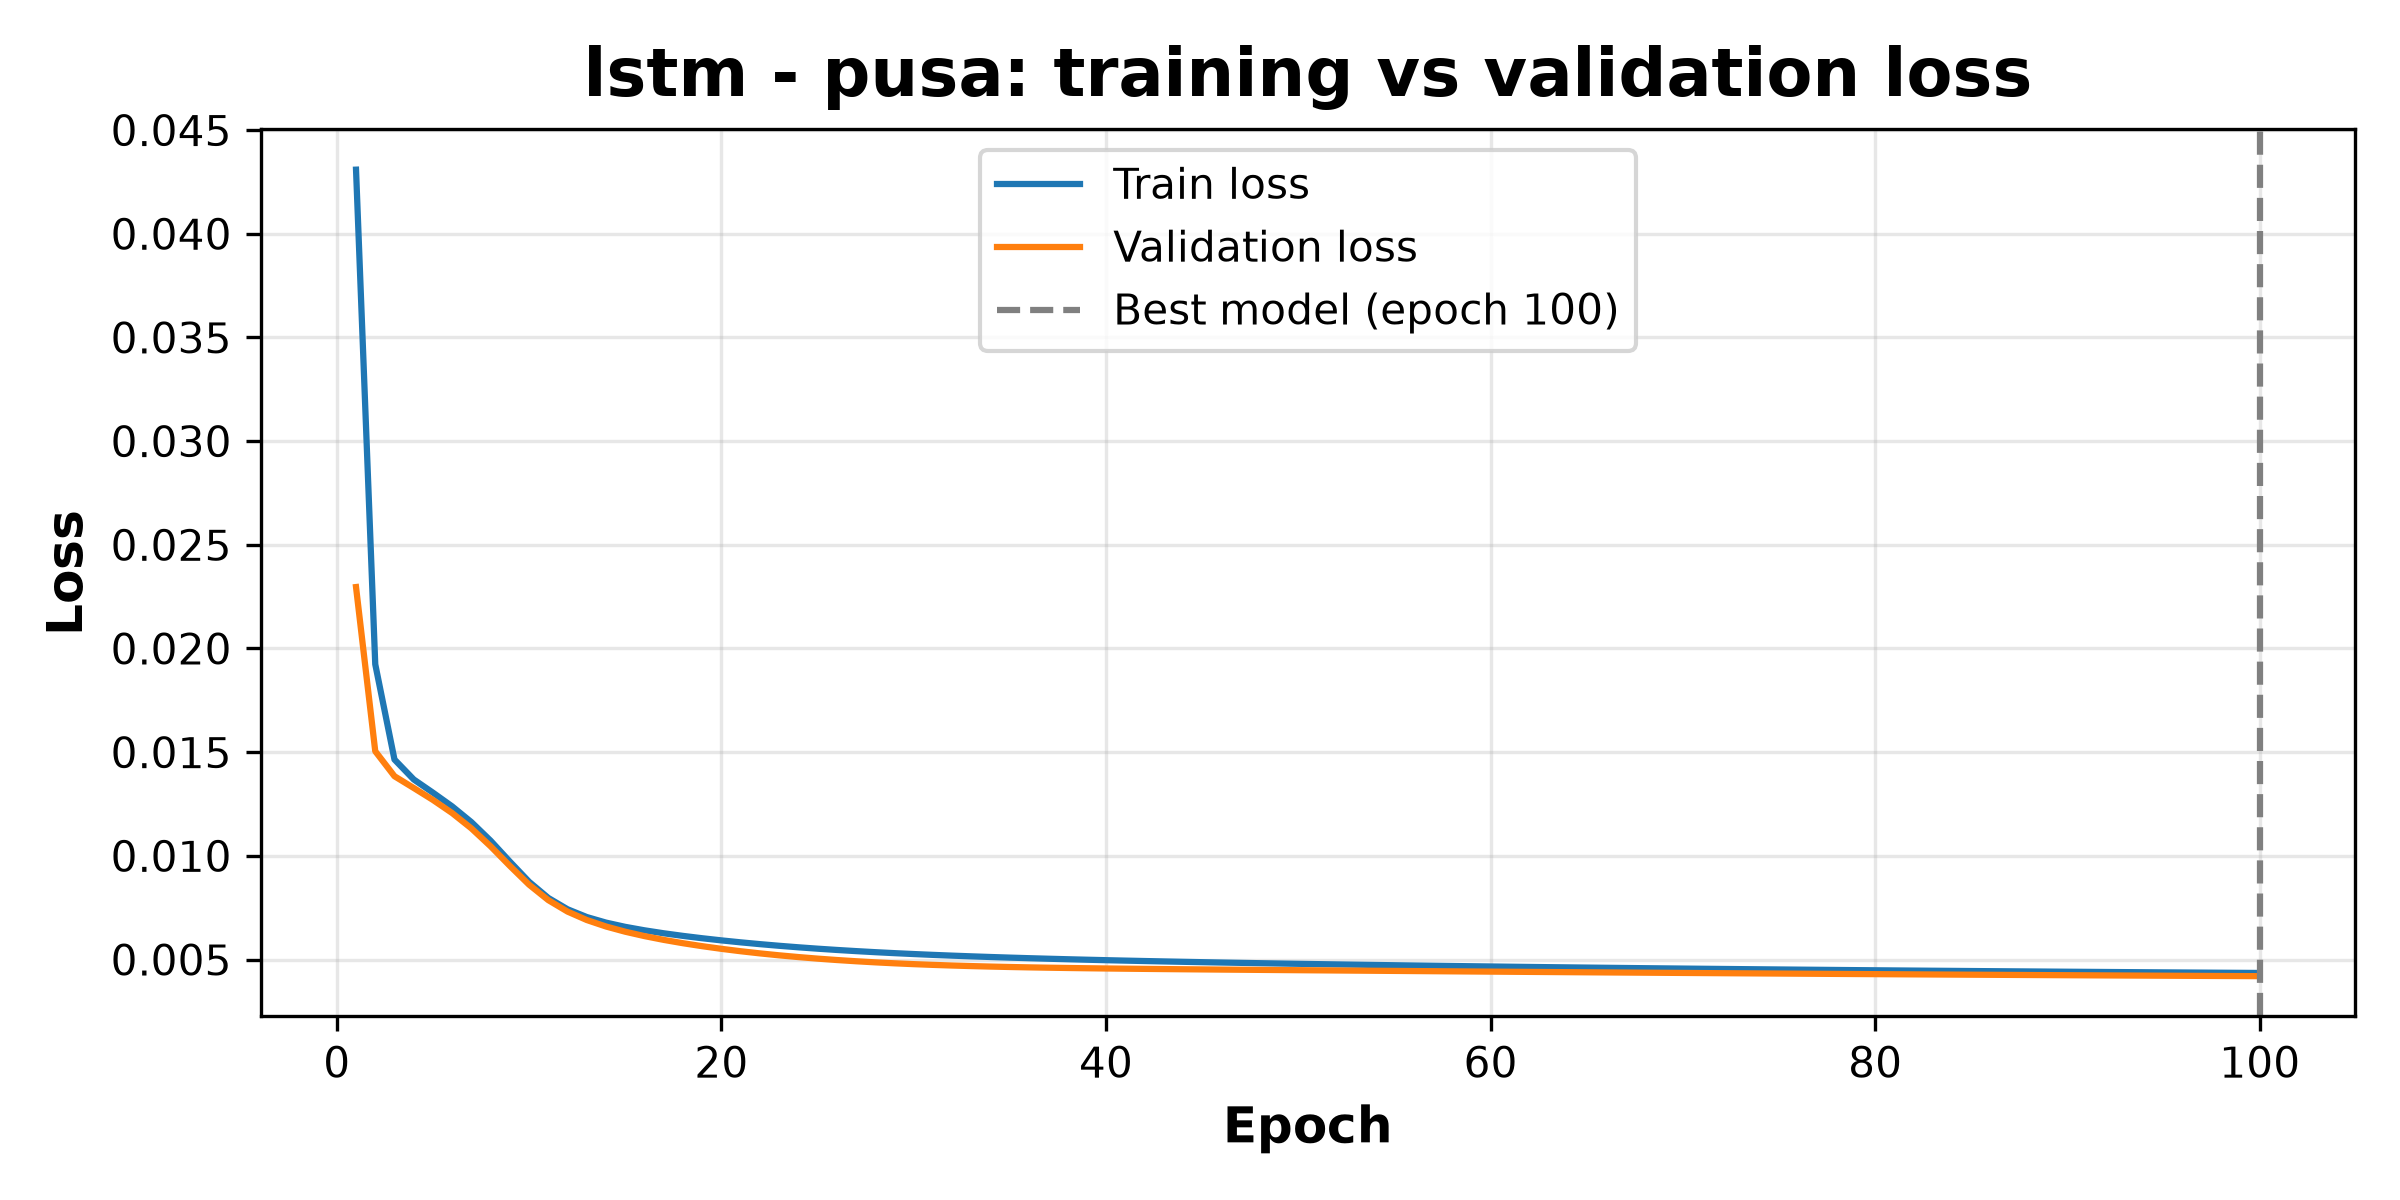 lstm - pusa: training vs validation loss
0.045
0.040
0.035
0.030
0.025
0.020
0.015
0.010
0.005
Loss
Train loss
Validation loss
Best model (epoch 100)
0 20 40 60 80 100
Epoch